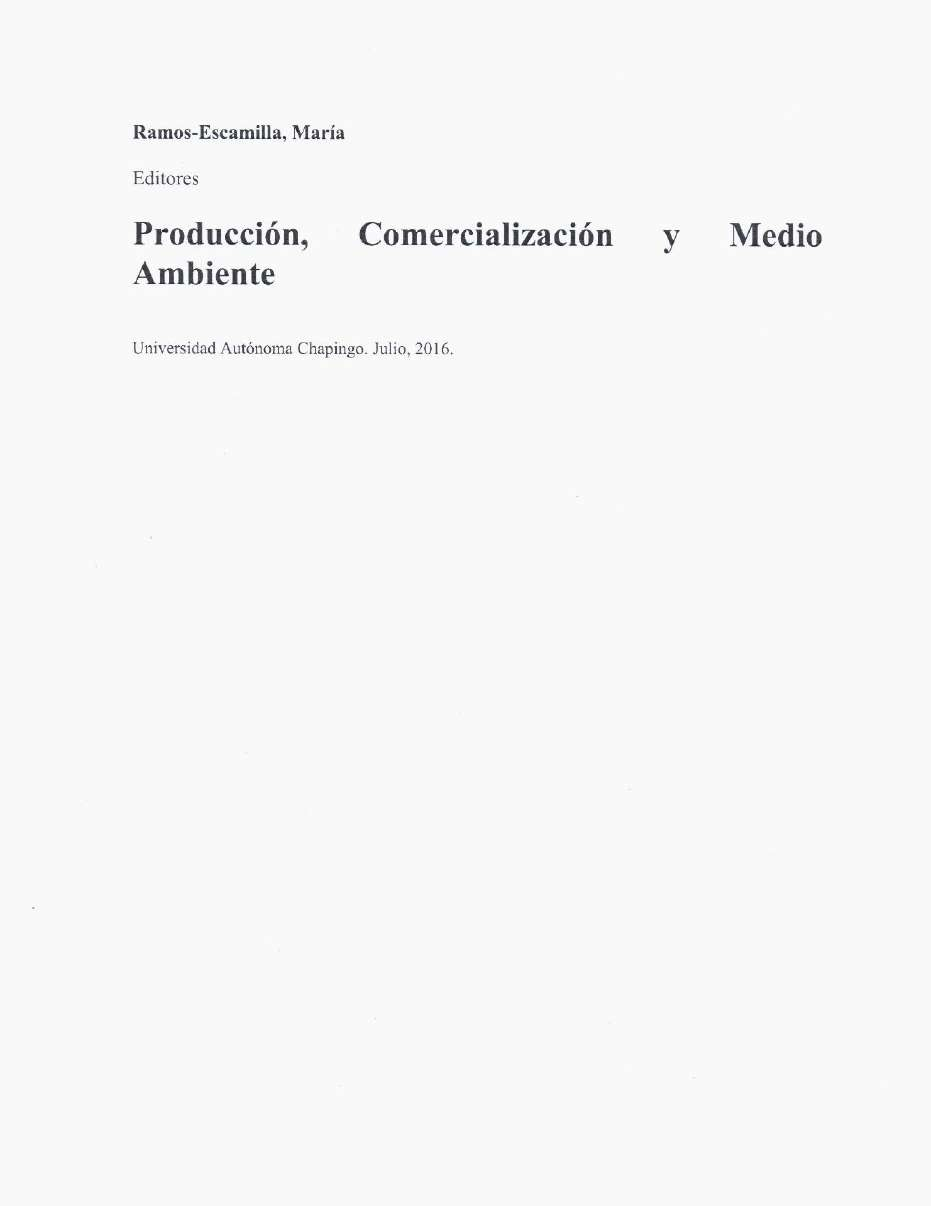 Ramos-Escamilla, María
Editores
Producción, Comercialización y Medio
Ambiente
Universidad Autónoma Chapingo. Julio, 2016.